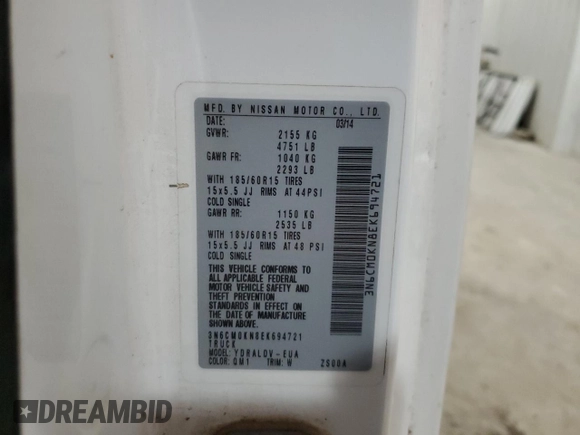 MFD. BY NISSAN MOTOR CO., LTD.
DATE: 03/14
GVWR: 2155 KG
4751 LB
GAWR FR: 1040 KG
2293 LB
WITH 185/60R15 TIRES
15x5.5 JJ RIMS AT 44PSI
COLD SINGLE
GAWR RR: 1150 KG
2535 LB
WITH 185/60R15 TIRES
15x5.5 JJ RIMS AT 48 PSI
COLD SINGLE
THIS VEHICLE CONFORMS TO
ALL APPLICABLE FEDERAL
MOTOR VEHICLE SAFETY AND
THEFT PREVENTION
STANDARDS IN EFFECT ON THE
DATE OF MANUFACTURE
SHOWN ABOVE.
3N6CM0KN8EK694721
TRUCK
MODEL: YDRALDV-EUA
COLOR: QM1 TRIM: W 2S00A
3N6CM0KN8EK694721
DREAMBID